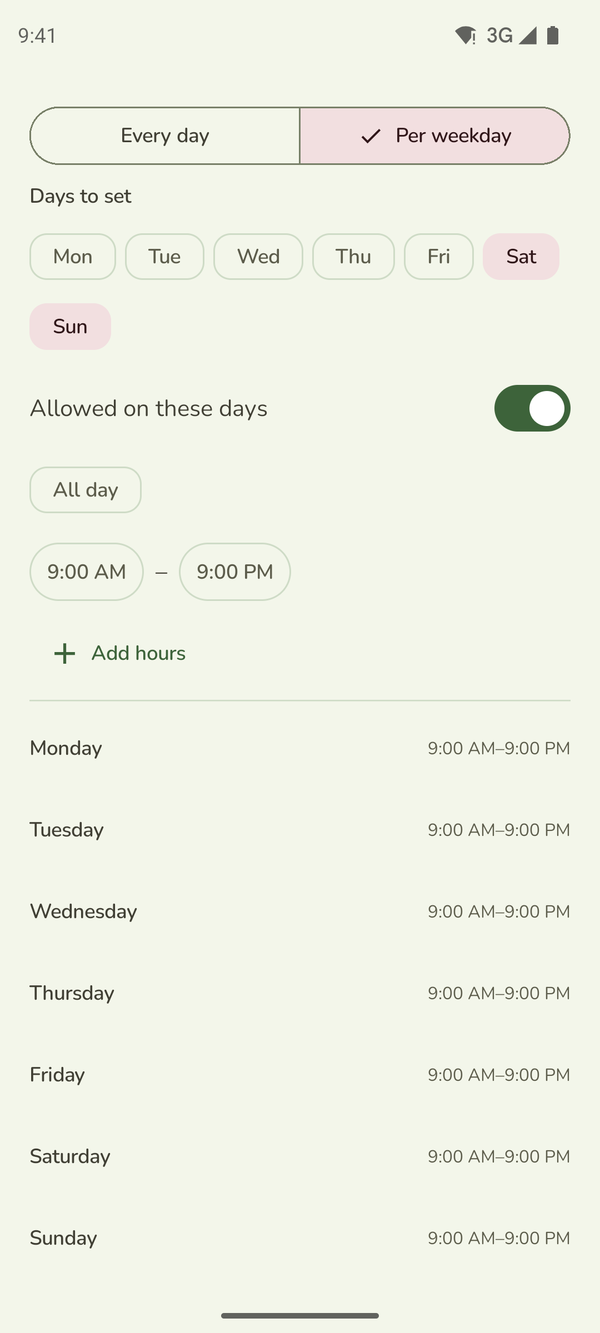 9:41 3G
Every day Per weekday
Days to set
Mon Tue Wed Thu Fri Sat
Sun
Allowed on these days
All day
9:00 AM – 9:00 PM
Add hours
Monday 9:00 AM–9:00 PM
Tuesday 9:00 AM–9:00 PM
Wednesday 9:00 AM–9:00 PM
Thursday 9:00 AM–9:00 PM
Friday 9:00 AM–9:00 PM
Saturday 9:00 AM–9:00 PM
Sunday 9:00 AM–9:00 PM